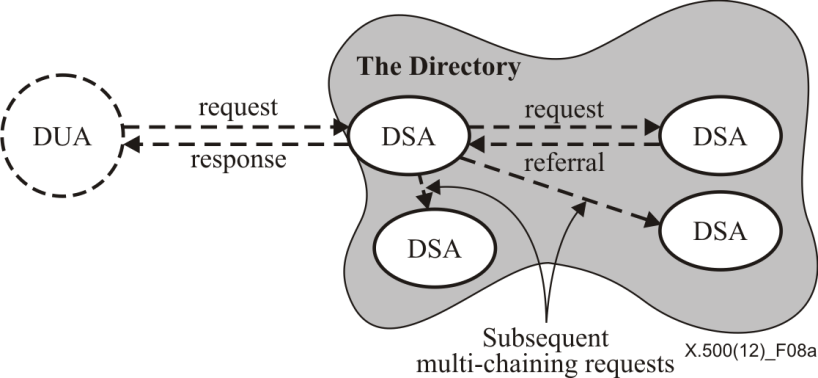 The Directory
request
request
DUA
DSA
DSA
response
referral
DSA
DSA
Subsequent
multi-chaining requests
X.500(12)_F08a